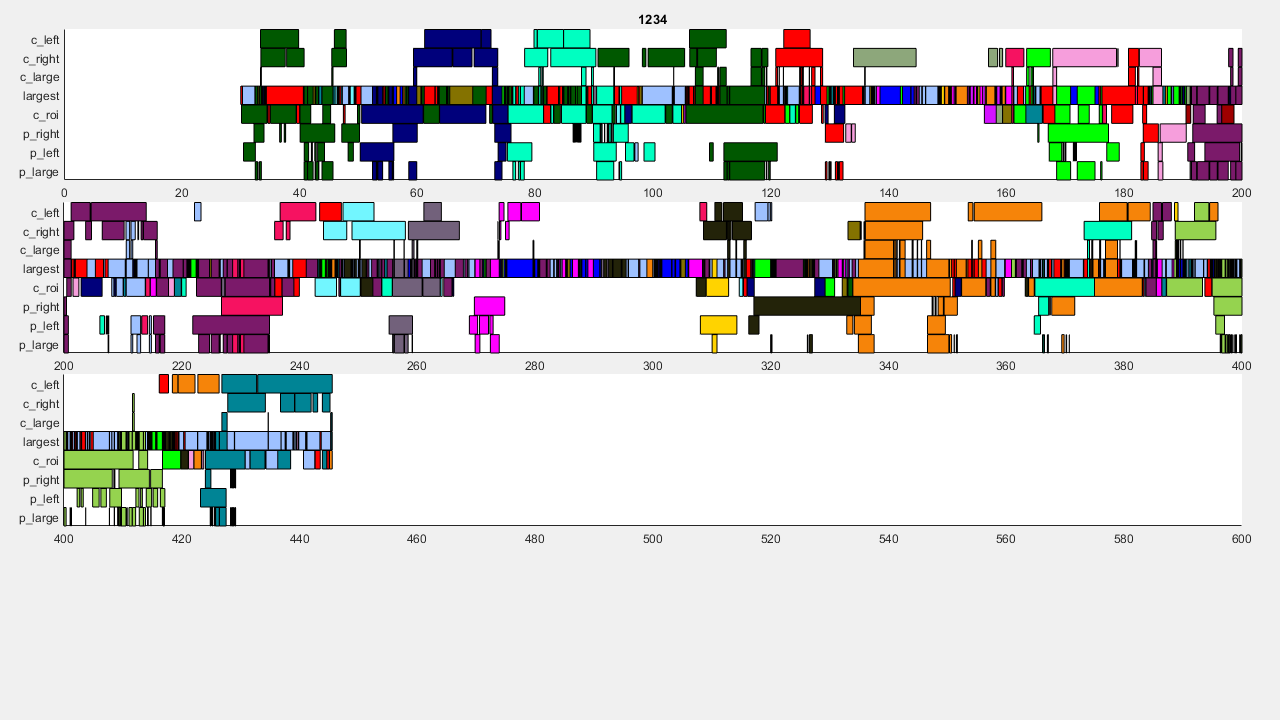 1234
c_left
c_right
c_large
largest
c_roi
p_right
p_left
p_large
0 20 40 60 80 100 120 140 160 180 200
c_left
c_right
c_large
largest
c_roi
p_right
p_left
p_large
200 220 240 260 280 300 320 340 360 380 400
c_left
c_right
c_large
largest
c_roi
p_right
p_left
p_large
400 420 440 460 480 500 520 540 560 580 600